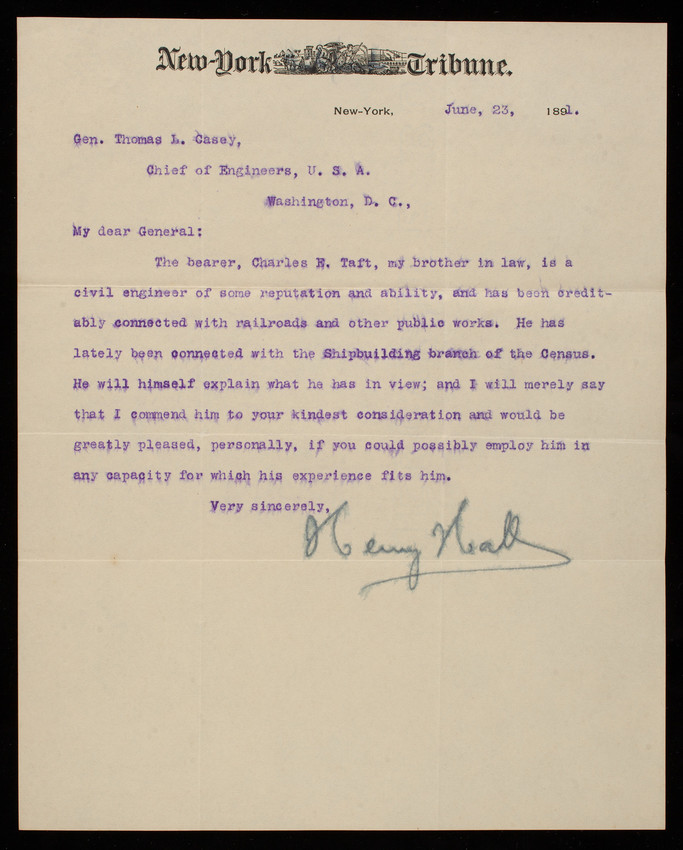 New-York Tribune.
New-York, June, 23, 1891.
Gen. Thomas L. Casey,
Chief of Engineers, U. S. A.
Washington, D. C.,
My dear General:
The bearer, Charles E. Taft, my brother in law, is a
civil engineer of some reputation and ability, and has been credit-
ably connected with railroads and other public works. He has
lately been connected with the Shipbuilding branch of the Census.
He will himself explain what he has in view; and I will merely say
that I commend him to your kindest consideration and would be
greatly pleased, personally, if you could possibly employ him in
any capacity for which his experience fits him.
Very sincerely,
Henry Hall